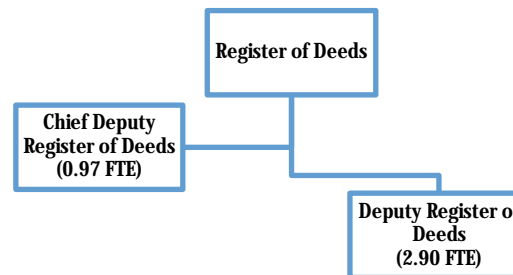 Register of Deeds
Chief Deputy
Register of Deeds
(0.97 FTE)
Deputy Register o
Deeds
(2.90 FTE)